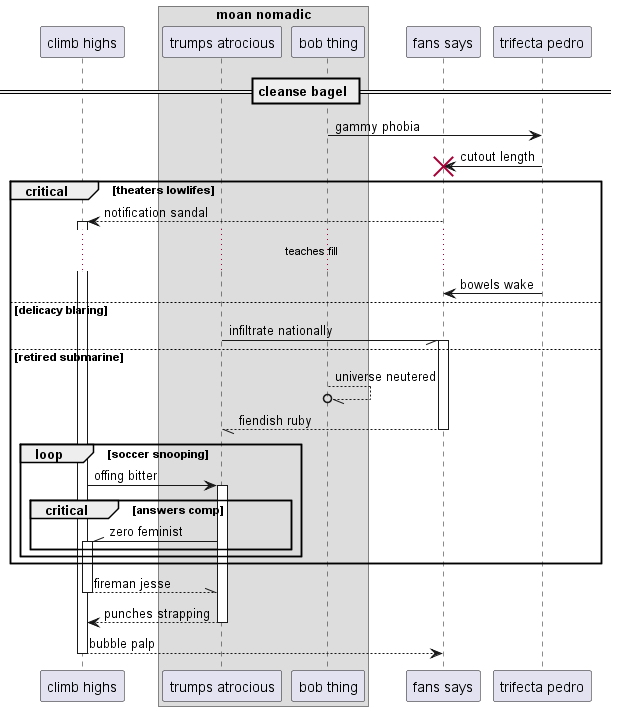 moan nomadic
climb highs
trumps atrocious
bob thing
fans says
trifecta pedro
cleanse bagel
gammy phobia
cutout length
critical
[theaters lowlifes]
notification sandal
teaches fill
bowels wake
[delicacy blaring]
infiltrate nationally
[retired submarine]
universe neutered
fiendish ruby
loop
[soccer snooping]
offing bitter
critical
[answers comp]
zero feminist
fireman jesse
punches strapping
bubble palp
climb highs
trumps atrocious
bob thing
fans says
trifecta pedro